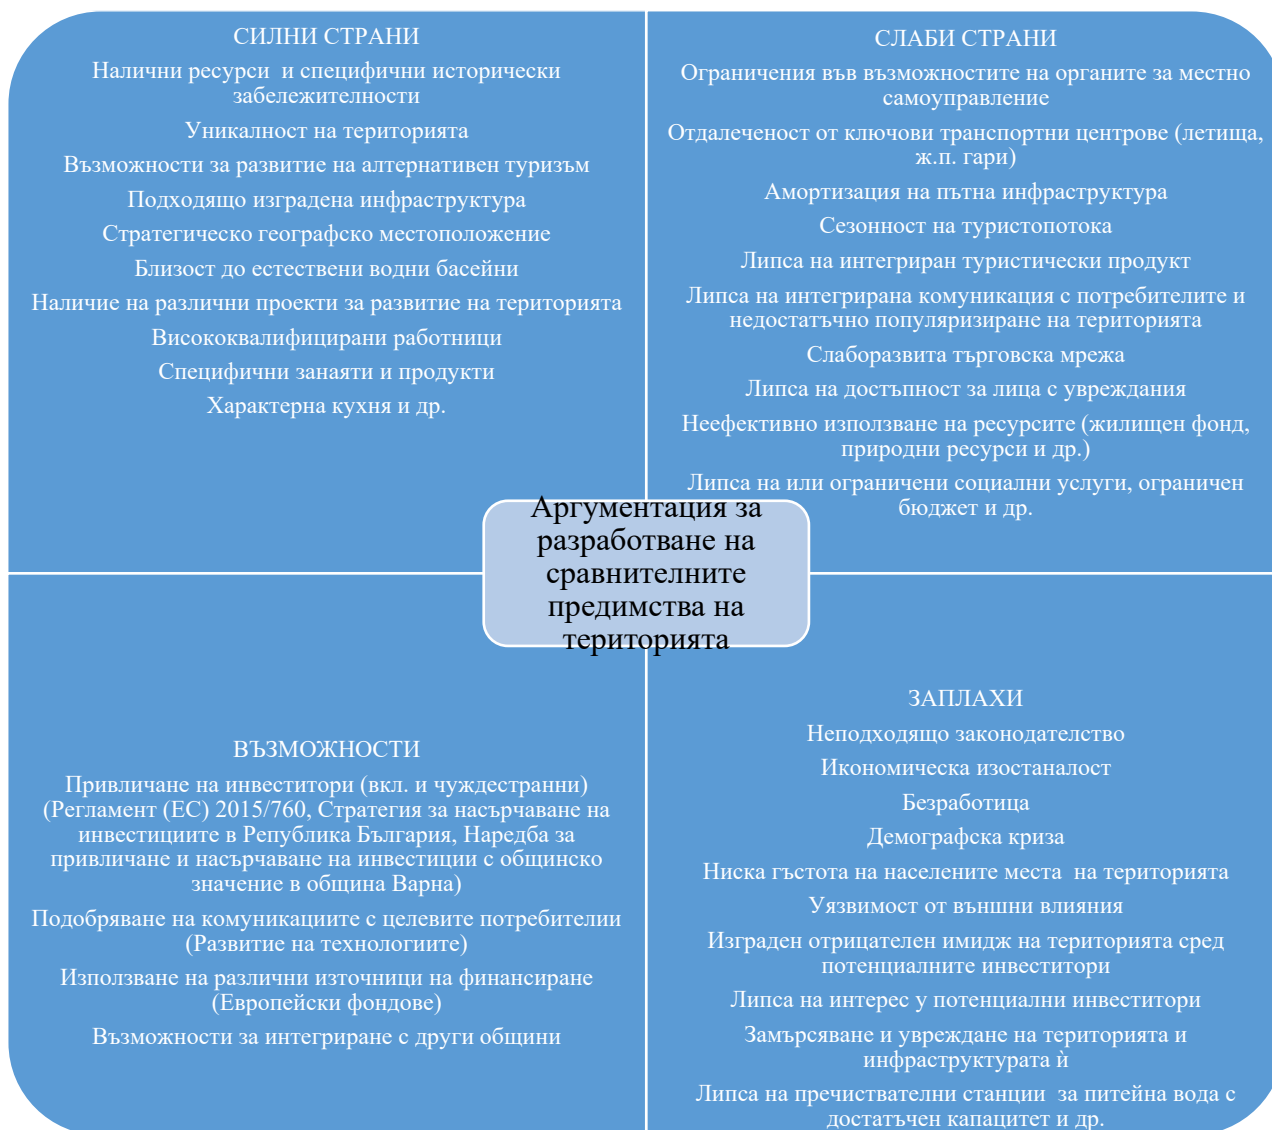 СИЛНИ СТРАНИ
Налични ресурси и специфични исторически
забележителности
Уникалност на територията
Възможности за развитие на алтернативен туризъм
Подходящо изградена инфраструктура
Стратегическо географско местоположение
Близост до естествени водни басейни
Наличие на различни проекти за развитие на територията
Висококвалифицирани работници
Специфични занаяти и продукти
Характерна кухня и др.
СЛАБИ СТРАНИ
Ограничения във възможностите на органите за местно
самоуправление
Отдалеченост от ключови транспортни центрове (летища,
ж.п. гари)
Амортизация на пътна инфраструктура
Сезонност на туристопотока
Липса на интегриран туристически продукт
Липса на интегрирана комуникация с потребителите и
недостатъчно популяризиране на територията
Слаборазвита търговска мрежа
Липса на достъпност за лица с увреждания
Неефективно използване на ресурсите (жилищен фонд,
природни ресурси и др.)
Липса на или ограничени социални услуги, ограничен
бюджет и др.
Аргументация за
разработване на
сравнителните
предимства на
територията
ВЪЗМОЖНОСТИ
Привличане на инвеститори (вкл. и чуждестранни)
(Регламент (ЕС) 2015/760, Стратегия за насърчаване на
инвестициите в Република България, Наредба за
привличане и насърчаване на инвестиции с общинско
значение в община Варна)
Подобряване на комуникациите с целевите потребителии
(Развитие на технологиите)
Използване на различни източници на финансиране
(Европейски фондове)
Възможности за интегриране с други общини
ЗАПЛАХИ
Неподходящо законодателство
Икономическа изостаналост
Безработица
Демографска криза
Ниска гъстота на населените места на територията
Уязвимост от външни влияния
Изграден отрицателен имидж на територията сред
потенциалните инвеститори
Липса на интерес у потенциални инвеститори
Замърсяване и увреждане на територията и
инфраструктурата ѝ
Липса на пречиствателни станции за питейна вода с
достатъчен капацитет и др.